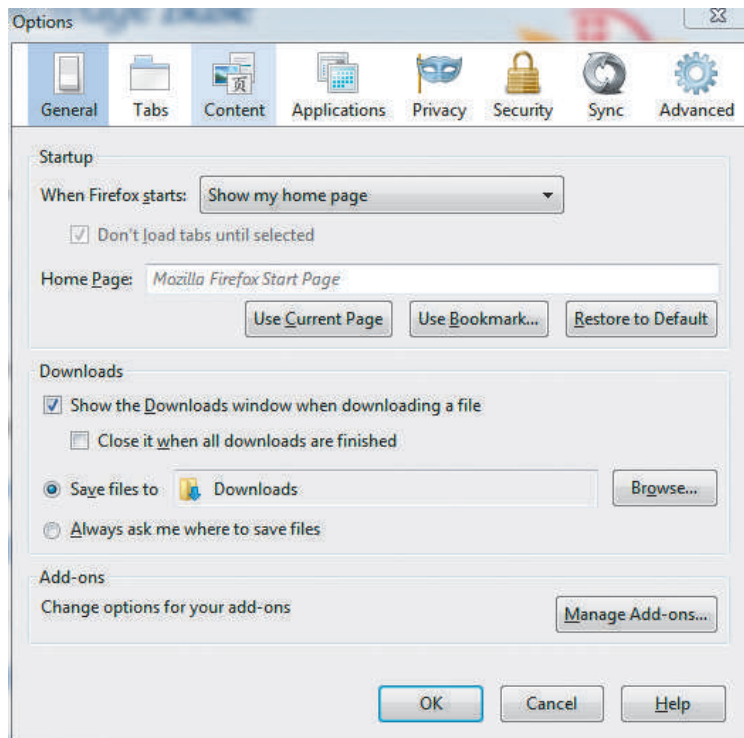 Options
General Tabs Content Applications Privacy Security Sync Advanced
Startup
When Firefox starts: Show my home page
Don't load tabs until selected
Home Page: Mozilla Firefox Start Page
Use Current Page Use Bookmark... Restore to Default
Downloads
Show the Downloads window when downloading a file
Close it when all downloads are finished
Save files to Downloads Browse...
Always ask me where to save files
Add-ons
Change options for your add-ons
Manage Add-ons...
OK Cancel Help